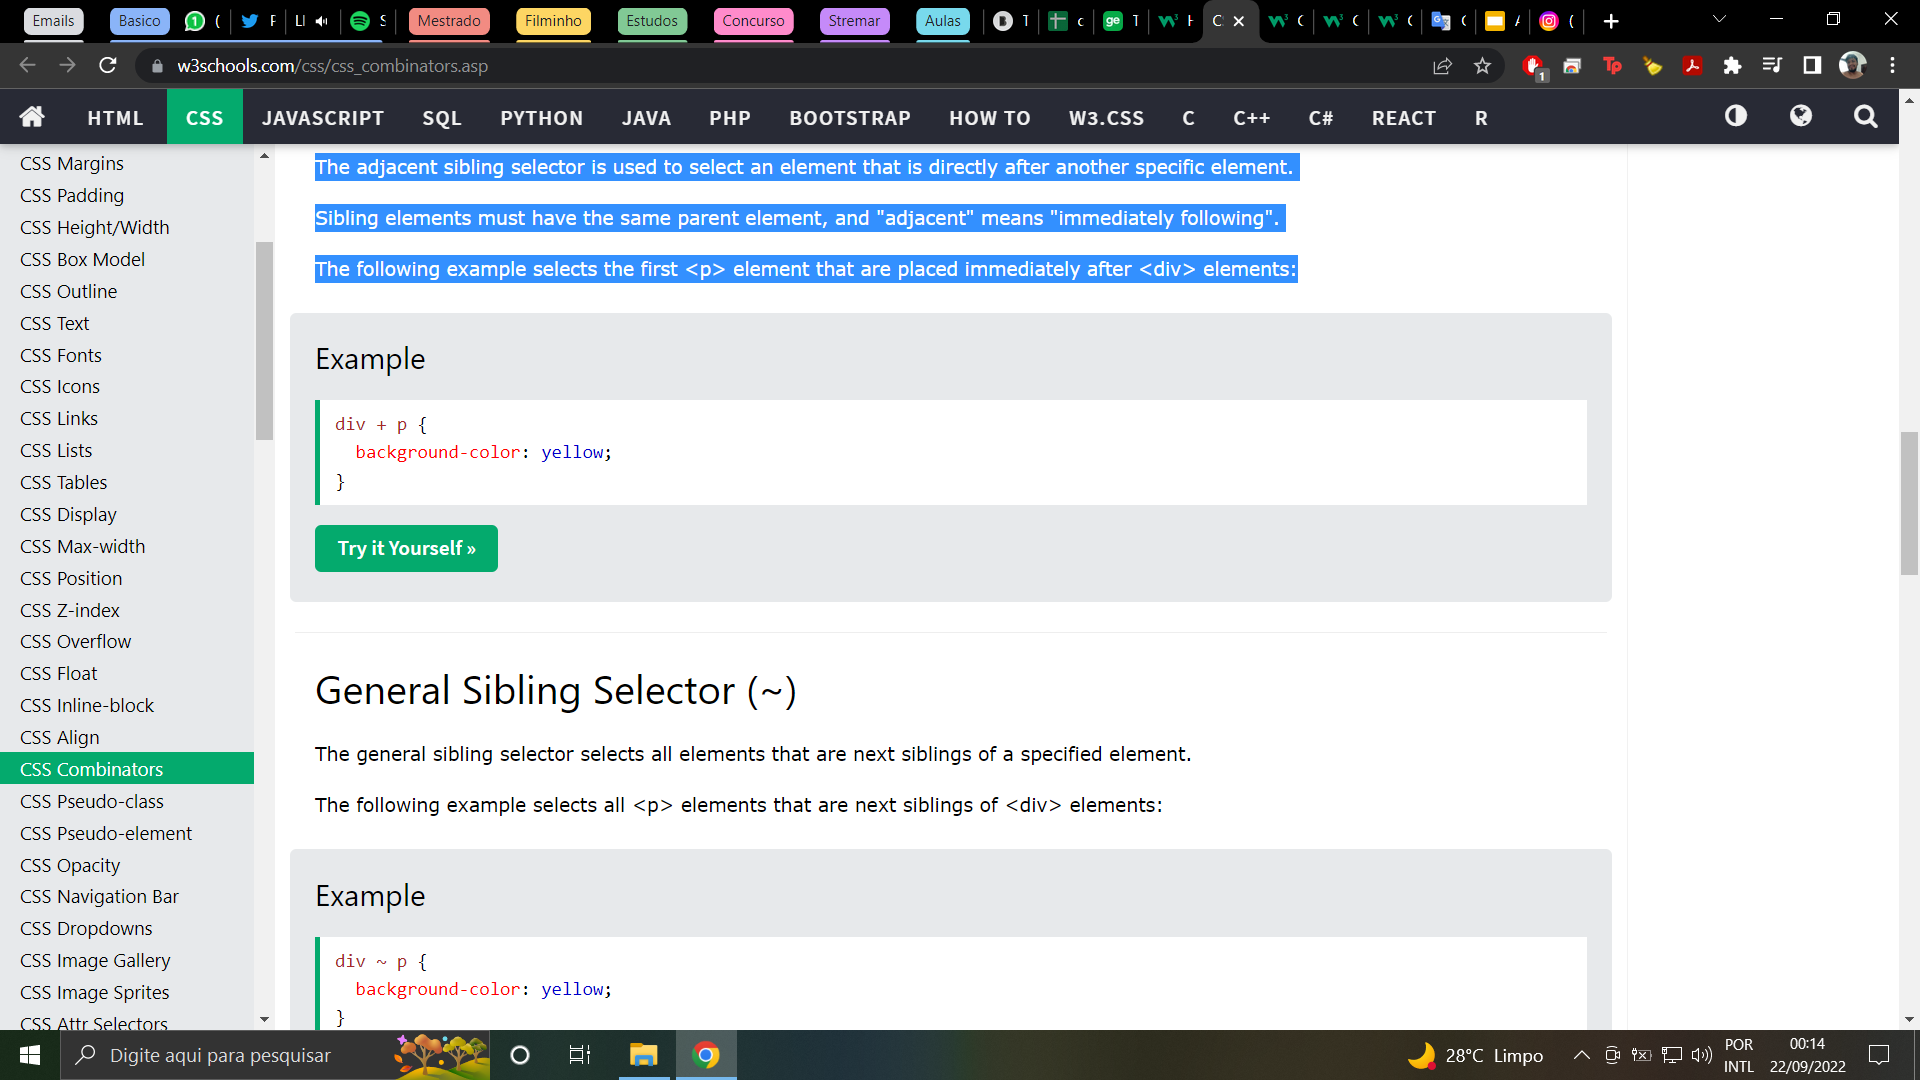 Emails
Basico
1
(
F
LI
S
Mestrado
Filminho
Estudos
Concurso
Stremar
Aulas
T
c
ge
T
H
C
C
C
C
C
A
(
w3schools.com/css/css_combinators.asp
1
HTML
CSS
JAVASCRIPT
SQL
PYTHON
JAVA
PHP
BOOTSTRAP
HOW TO
W3.CSS
C
C++
C#
REACT
R
CSS Margins
CSS Padding
CSS Height/Width
CSS Box Model
CSS Outline
CSS Text
CSS Fonts
CSS Icons
CSS Links
CSS Lists
CSS Tables
CSS Display
CSS Max-width
CSS Position
CSS Z-index
CSS Overflow
CSS Float
CSS Inline-block
CSS Align
CSS Combinators
CSS Pseudo-class
CSS Pseudo-element
CSS Opacity
CSS Navigation Bar
CSS Dropdowns
CSS Image Gallery
CSS Image Sprites
CSS Attr Selectors
The adjacent sibling selector is used to select an element that is directly after another specific element.
Sibling elements must have the same parent element, and "adjacent" means "immediately following".
The following example selects the first <p> element that are placed immediately after <div> elements:
Example
div + p {
background-color: yellow;
}
Try it Yourself »
General Sibling Selector (~)
The general sibling selector selects all elements that are next siblings of a specified element.
The following example selects all <p> elements that are next siblings of <div> elements:
Example
div ~ p {
background-color: yellow;
}
Digite aqui para pesquisar
28°C Limpo
POR
INTL
00:14
22/09/2022